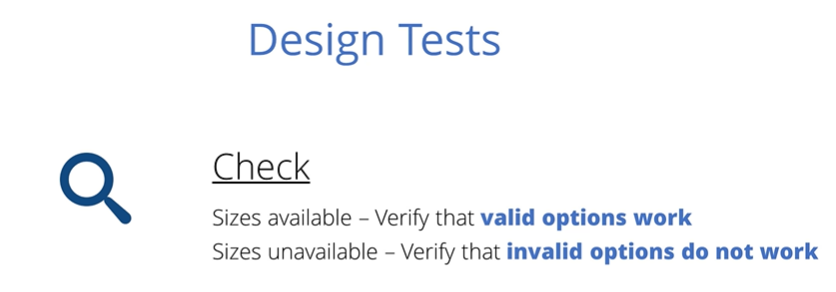 Design Tests
Check
Sizes available – Verify that valid options work
Sizes unavailable – Verify that invalid options do not work